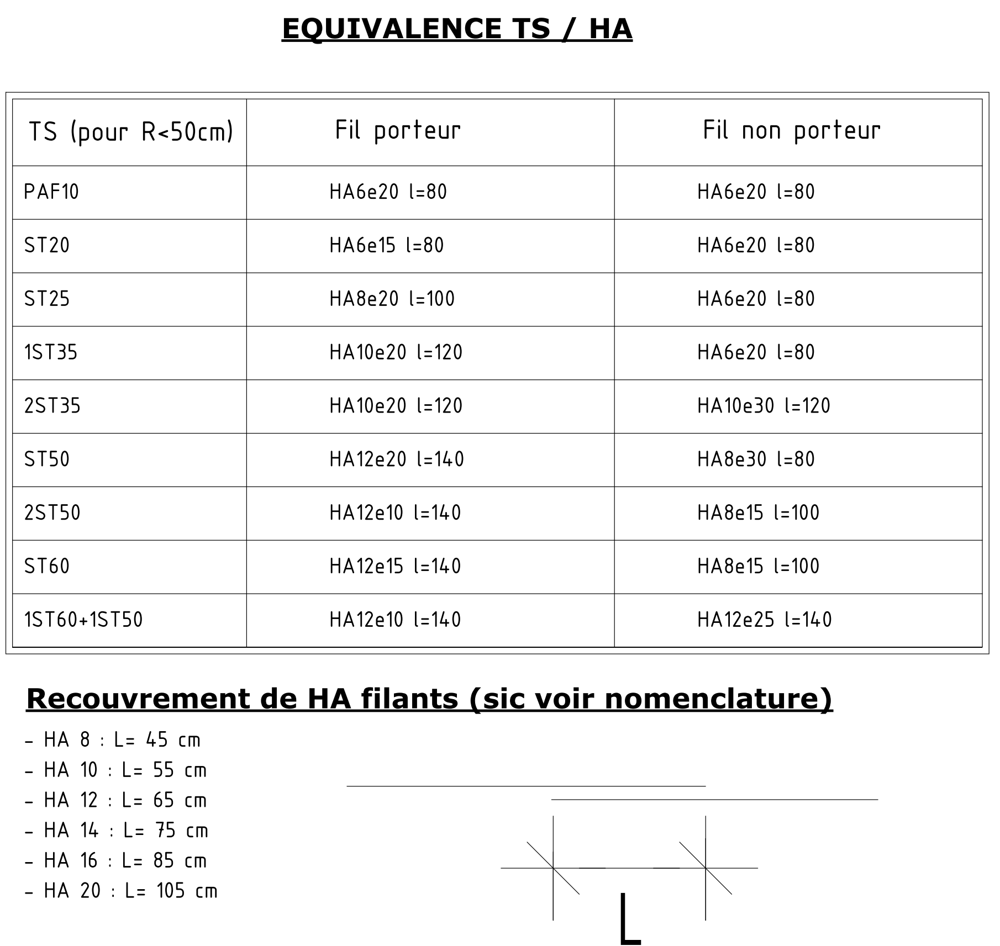 EQUIVALENCE TS / HA
TS (pour R<50cm) Fil porteur Fil non porteur
PAF10 HA6e20 l=80 HA6e20 l=80
ST20 HA6e15 l=80 HA6e20 l=80
ST25 HA8e20 l=100 HA6e20 l=80
1ST35 HA10e20 l=120 HA6e20 l=80
2ST35 HA10e20 l=120 HA10e30 l=120
ST50 HA12e20 l=140 HA8e30 l=80
2ST50 HA12e10 l=140 HA8e15 l=100
ST60 HA12e15 l=140 HA8e15 l=100
1ST60+1ST50 HA12e10 l=140 HA12e25 l=140
Recouvrement de HA filants (sic voir nomenclature)
- HA 8 : L= 45 cm
- HA 10 : L= 55 cm
- HA 12 : L= 65 cm
- HA 14 : L= 75 cm
- HA 16 : L= 85 cm
- HA 20 : L= 105 cm
L